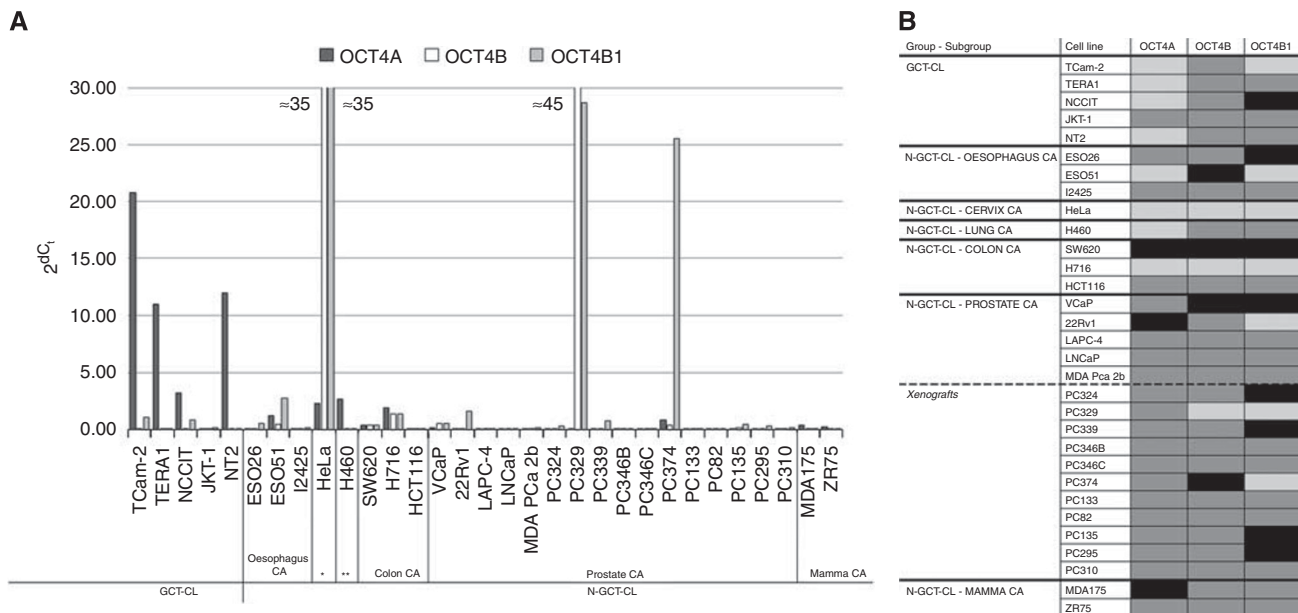 A
OCT4A OCT4B OCT4B1
30.00
25.00
20.00
15.00
10.00
5.00
0.00
2^dCt
≈35 ≈35 ≈45
TCam-2 TERA1 NCCIT JKT-1 NT2 ESO26 ESO51 I2425 HeLa H460 SW620 H716 HCT116 VCaP 22Rv1 LAPC-4 LNCaP MDA PCa 2b PC324 PC329 PC339 PC346B PC346C PC374 PC133 PC82 PC135 PC295 PC310 MDA175 ZR75
Oesophagus
CA * ** Colon CA Prostate CA Mamma CA
GCT-CL N-GCT-CL
B
Group - Subgroup Cell line OCT4A OCT4B OCT4B1
GCT-CL TCam-2
TERA1
NCCIT
JKT-1
NT2
N-GCT-CL - OESOPHAGUS CA ESO26
ESO51
I2425
N-GCT-CL - CERVIX CA HeLa
N-GCT-CL - LUNG CA H460
N-GCT-CL - COLON CA SW620
H716
HCT116
N-GCT-CL - PROSTATE CA VCaP
22Rv1
LAPC-4
LNCaP
MDA Pca 2b
Xenografts PC324
PC329
PC339
PC346B
PC346C
PC374
PC133
PC82
PC135
PC295
PC310
N-GCT-CL - MAMMA CA MDA175
ZR75